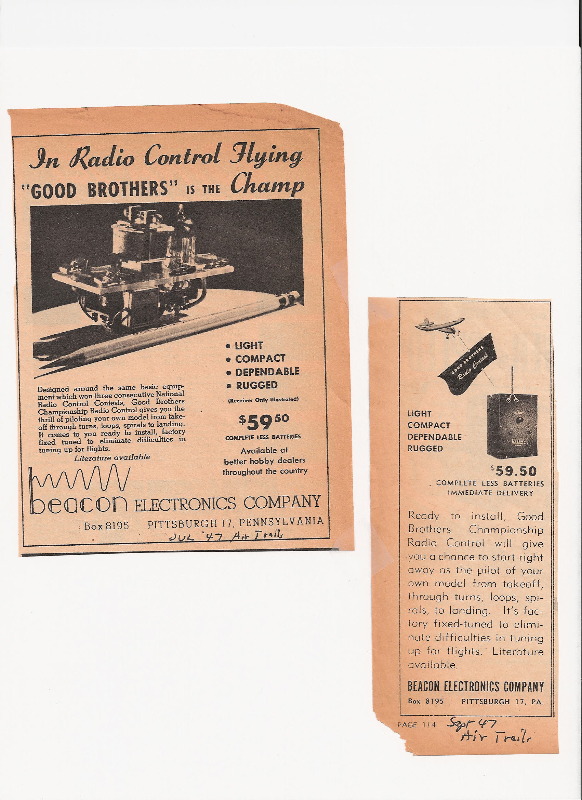 In Radio Control Flying
"GOOD BROTHERS" IS THE Champ
• LIGHT
• COMPACT
• DEPENDABLE
• RUGGED
(Receiver Only Illustrated)
$59.50
COMPLETE LESS BATTERIES
Available at
better hobby dealers
throughout the country
Designed around the same basic equip-
ment which won three consecutive National
Radio Control Contests, Good Brothers
Championship Radio Control gives you the
thrill of piloting your own model from take-
off through turns, loops, spirals to landing.
It comes to you ready to install, factory
fixed tuned to eliminate difficulties in
tuning up for flights.
Literature available
beacon ELECTRONICS COMPANY
Box 8195 PITTSBURGH 17, PENNSYLVANIA
JUL '47 Air Trails
GOOD BROTHERS
Radio Control
LIGHT
COMPACT
DEPENDABLE
RUGGED
$59.50
COMPLETE LESS BATTERIES
IMMEDIATE DELIVERY
Ready to install, Good
Brothers Championship
Radio Control will give
you a chance to start right
away as the pilot of your
own model from takeoff,
through turns, loops, spi-
rals, to landing. It's fac-
tory fixed-tuned to elimi-
nate difficulties in tuning
up for flights. Literature
available.
BEACON ELECTRONICS COMPANY
Box 8195 PITTSBURGH 17, PA
PAGE 114 Sept 47
Air Trails